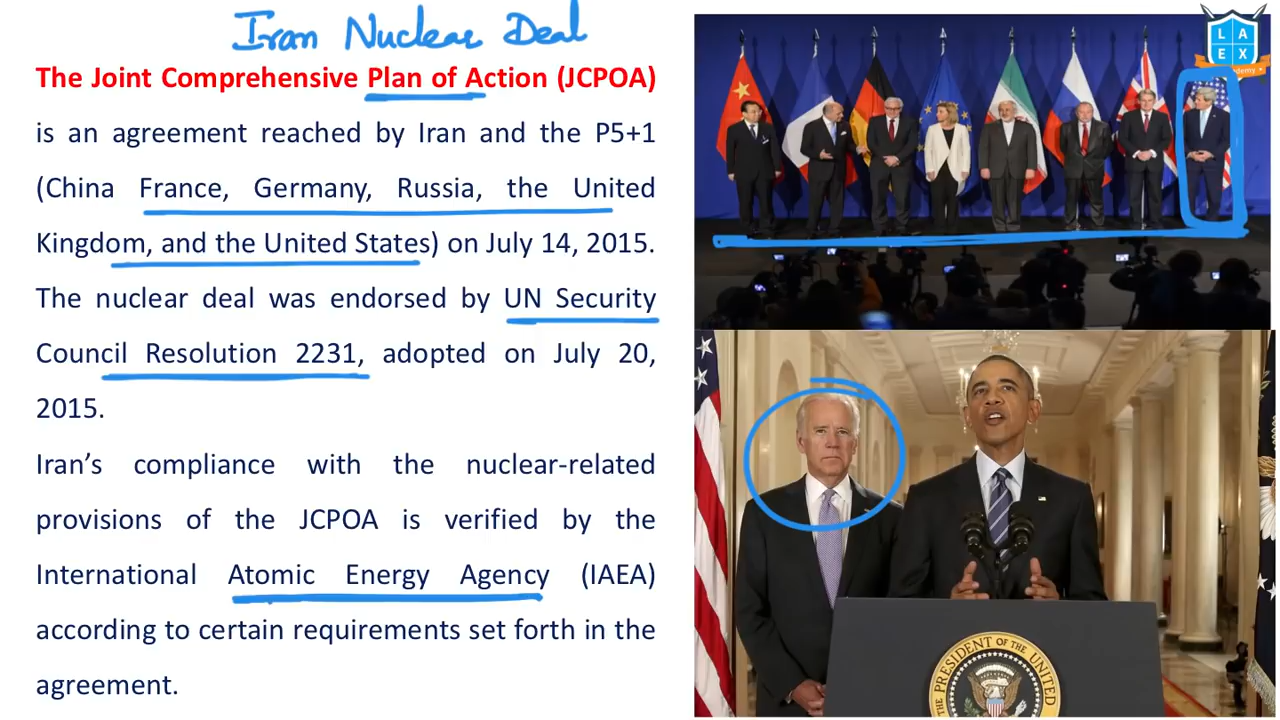 Iran Nuclear Deal
The Joint Comprehensive Plan of Action (JCPOA)
is an agreement reached by Iran and the P5+1
(China France, Germany, Russia, the United
Kingdom, and the United States) on July 14, 2015.
The nuclear deal was endorsed by UN Security
Council Resolution 2231, adopted on July 20,
2015.
Iran’s compliance with the nuclear-related
provisions of the JCPOA is verified by the
International Atomic Energy Agency (IAEA)
according to certain requirements set forth in the
agreement.
L A
E X
PRESIDENT OF THE UNITED